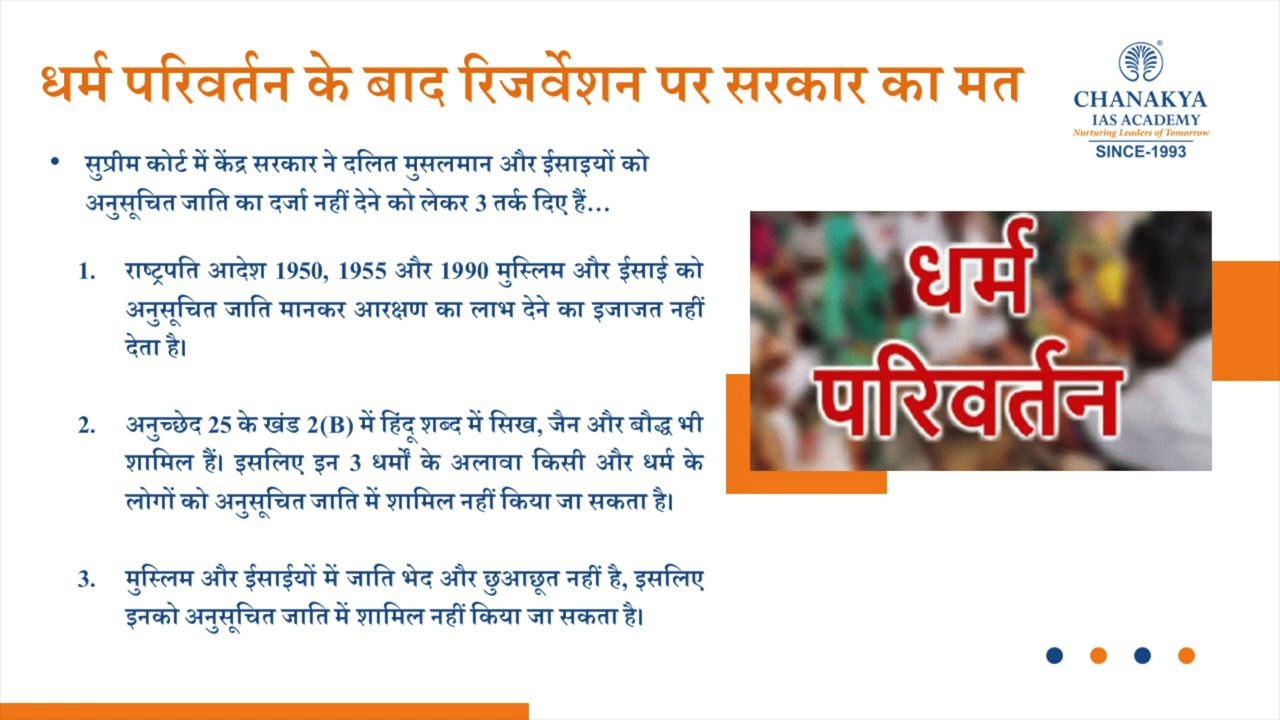 धर्म परिवर्तन के बाद रिजर्वेशन पर सरकार का मत
CHANAKYA
IAS ACADEMY
Nurturing Leaders of Tomorrow
SINCE-1993
• सुप्रीम कोर्ट में केंद्र सरकार ने दलित मुसलमान और ईसाइयों को
अनुसूचित जाति का दर्जा नहीं देने को लेकर 3 तर्क दिए हैं…
1. राष्ट्रपति आदेश 1950, 1955 और 1990 मुस्लिम और ईसाई को
अनुसूचित जाति मानकर आरक्षण का लाभ देने का इजाजत नहीं
देता है।
2. अनुच्छेद 25 के खंड 2(B) में हिंदू शब्द में सिख, जैन और बौद्ध भी
शामिल हैं। इसलिए इन 3 धर्मों के अलावा किसी और धर्म के
लोगों को अनुसूचित जाति में शामिल नहीं किया जा सकता है।
3. मुस्लिम और ईसाईयों में जाति भेद और छुआछूत नहीं है, इसलिए
इनको अनुसूचित जाति में शामिल नहीं किया जा सकता है।
धर्म
परिवर्तन